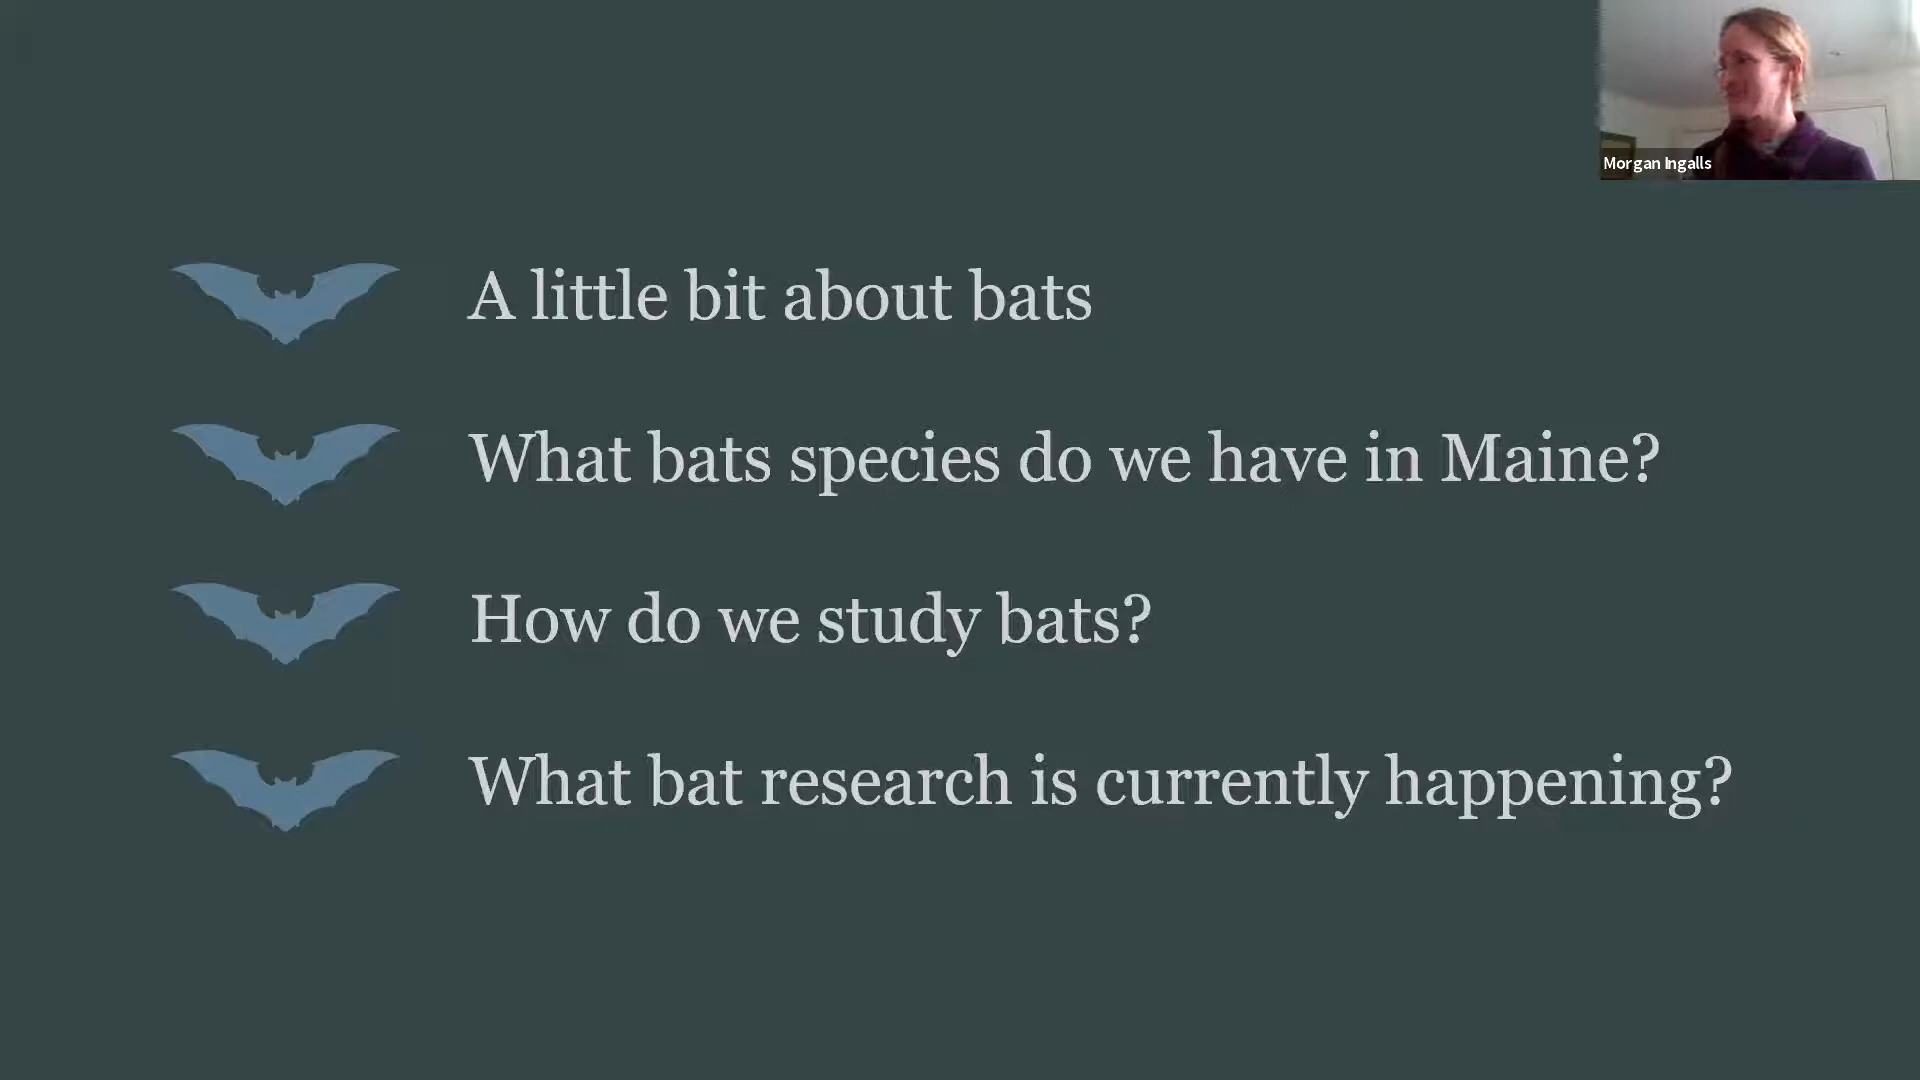 Morgan Ingalls
A little bit about bats
What bats species do we have in Maine?
How do we study bats?
What bat research is currently happening?